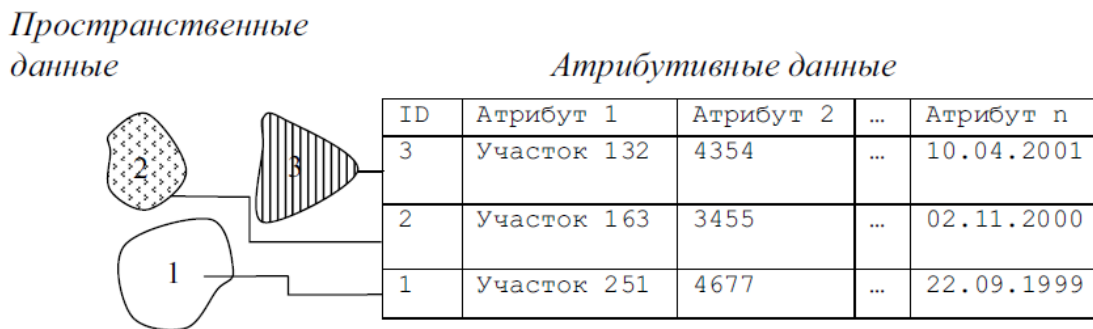 Пространственные
данные
Атрибутивные данные
ID Атрибут 1 Атрибут 2 … Атрибут n
3 Участок 132 4354 … 10.04.2001
2 Участок 163 3455 … 02.11.2000
1 Участок 251 4677 … 22.09.1999
2
3
1